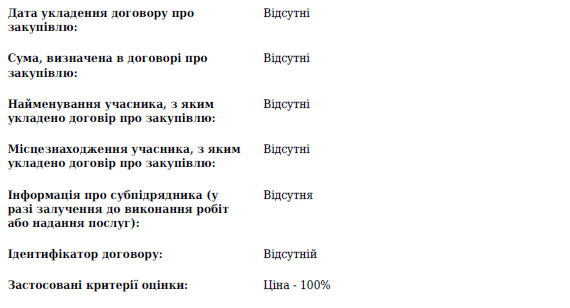 Дата укладення договору про Відсутні
закупівлю:
Сума, визначена в договорі про Відсутні
закупівлю:
Найменування учасника, з яким Відсутні
укладено договір про закупівлю:
Місцезнаходження учасника, з яким Відсутні
укладено договір про закупівлю:
Інформація про субпідрядника (у Відсутня
разі залучення до виконання робіт
або надання послуг):
Ідентифікатор договору: Відсутній
Застосовані критерії оцінки: Ціна - 100%